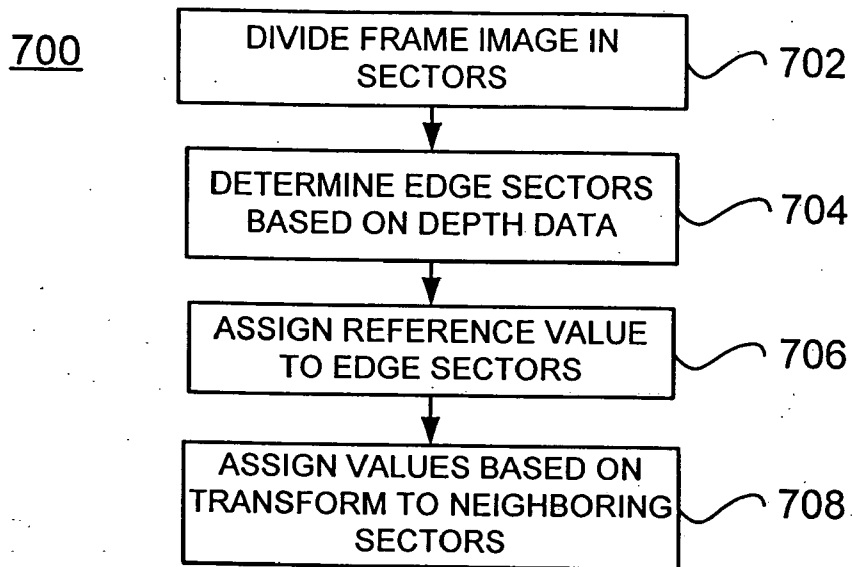 700
DIVIDE FRAME IMAGE IN
SECTORS
702
DETERMINE EDGE SECTORS
BASED ON DEPTH DATA
704
ASSIGN REFERENCE VALUE
TO EDGE SECTORS
706
ASSIGN VALUES BASED ON
TRANSFORM TO NEIGHBORING
SECTORS
708